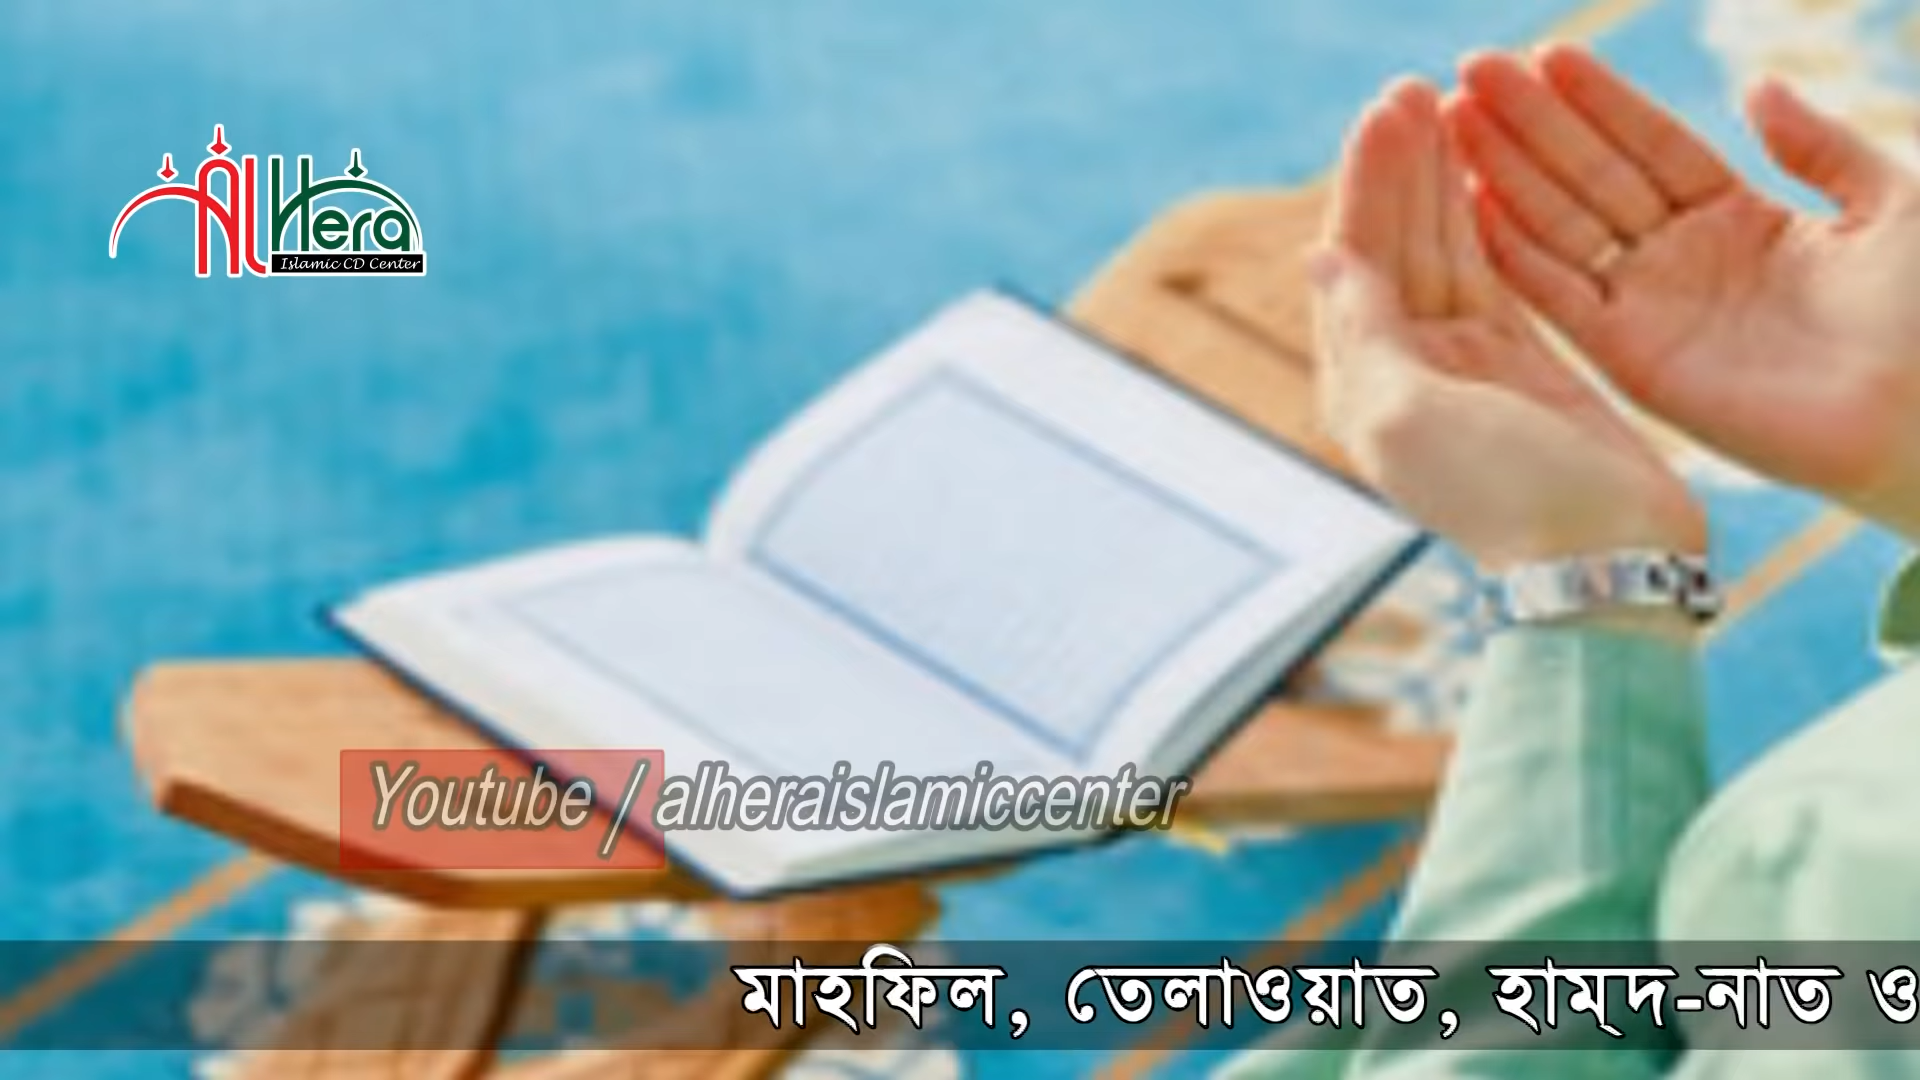 AL Hera
Islamic CD Center
Youtube / alheraislamiccenter
মাহফিল, তেলাওয়াত, হাম্‌দ-নাত ও